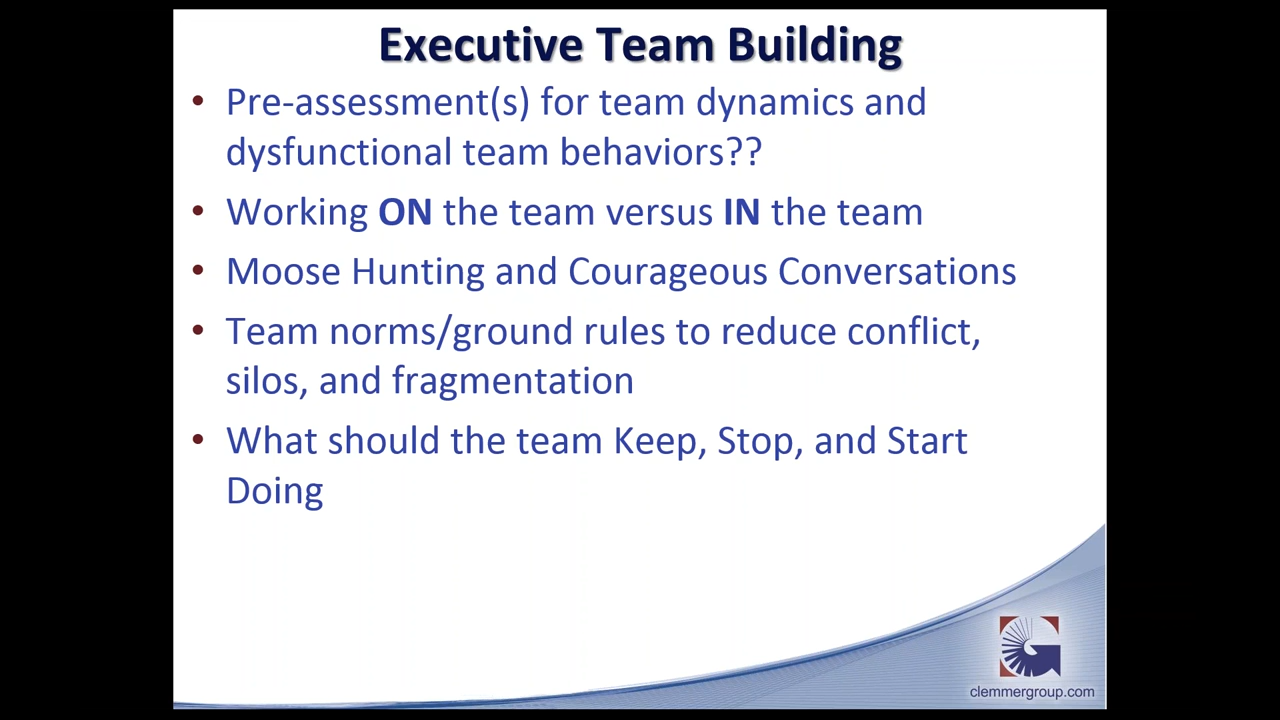 Executive Team Building
• Pre-assessment(s) for team dynamics and
dysfunctional team behaviors??
• Working ON the team versus IN the team
• Moose Hunting and Courageous Conversations
• Team norms/ground rules to reduce conflict,
silos, and fragmentation
• What should the team Keep, Stop, and Start
Doing
clemmergroup.com